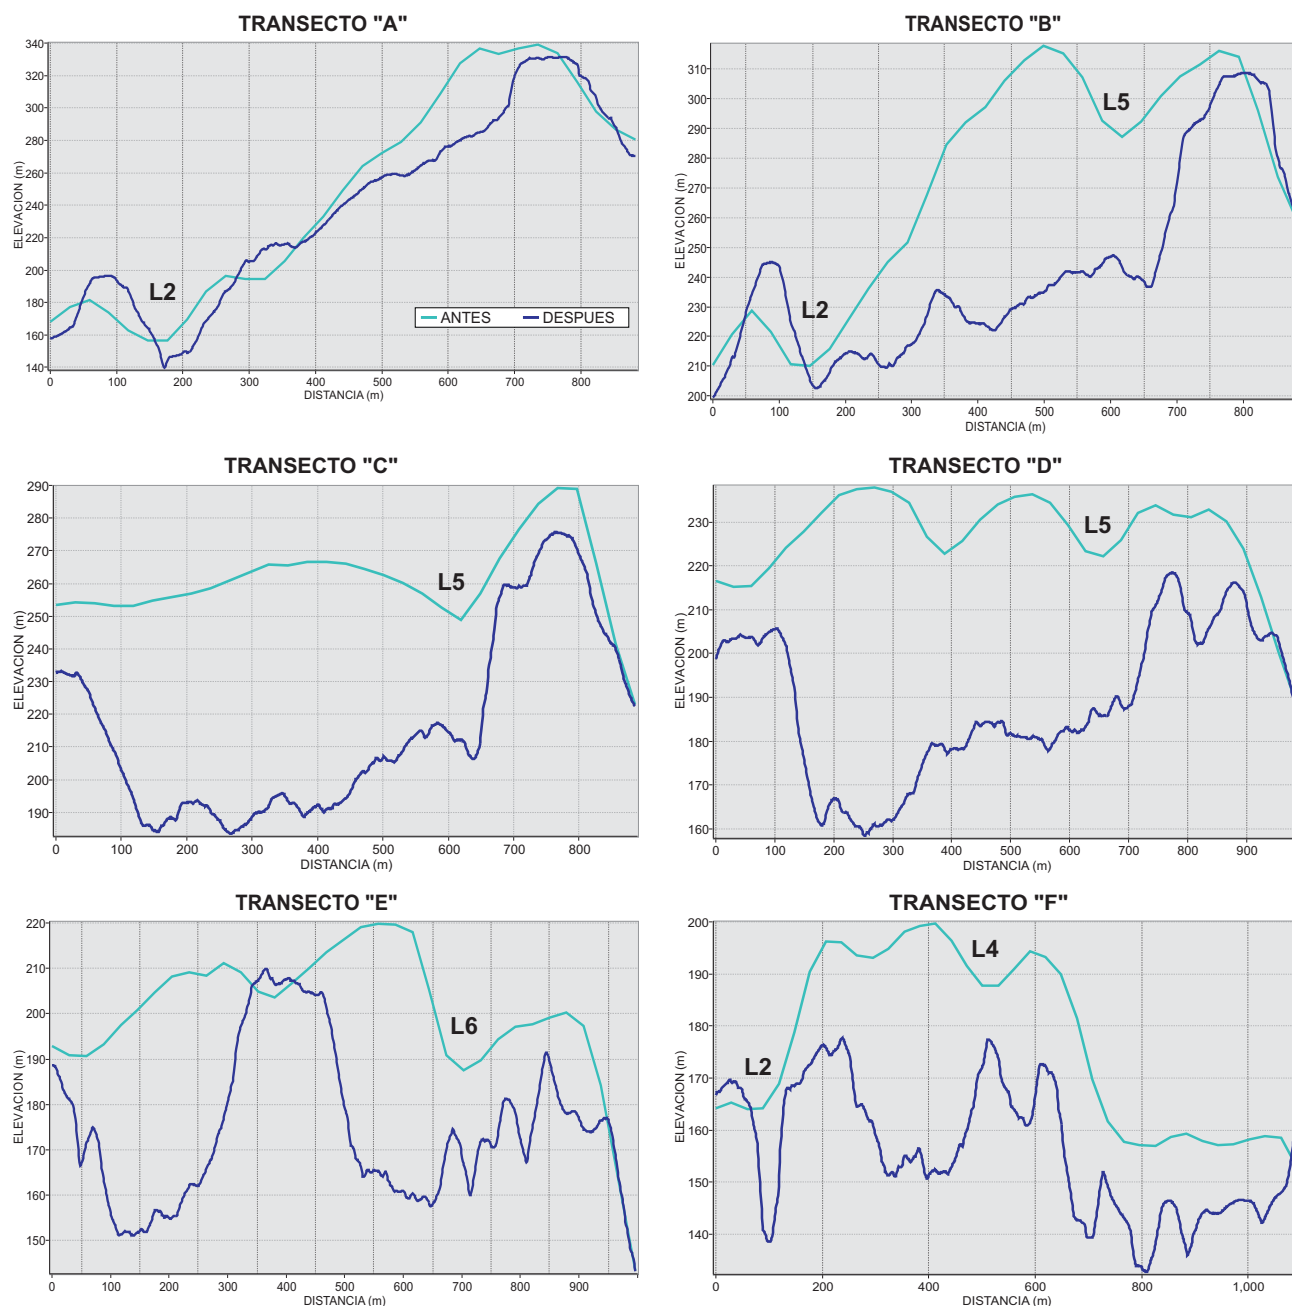 TRANSECTO "A"
ELEVACION (m)
340
320
300
280
260
240
220
200
180
160
140
L2
ANTES DESPUES
0 100 200 300 400 500 600 700 800
DISTANCIA (m)
TRANSECTO "B"
ELEVACION (m)
310
300
290
280
270
260
250
240
230
220
210
200
L5
L2
0 100 200 300 400 500 600 700 800
DISTANCIA (m)
TRANSECTO "C"
ELEVACION (m)
290
280
270
260
250
240
230
220
210
200
190
L5
0 100 200 300 400 500 600 700 800
DISTANCIA (m)
TRANSECTO "D"
ELEVACION (m)
230
220
210
200
190
180
170
160
L5
0 100 200 300 400 500 600 700 800 900
DISTANCIA (m)
TRANSECTO "E"
ELEVACION (m)
220
210
200
190
180
170
160
150
L6
0 100 200 300 400 500 600 700 800 900
DISTANCIA (m)
TRANSECTO "F"
ELEVACION (m)
200
190
180
170
160
150
140
L4
L2
0 200 400 600 800 1,000
DISTANCIA (m)